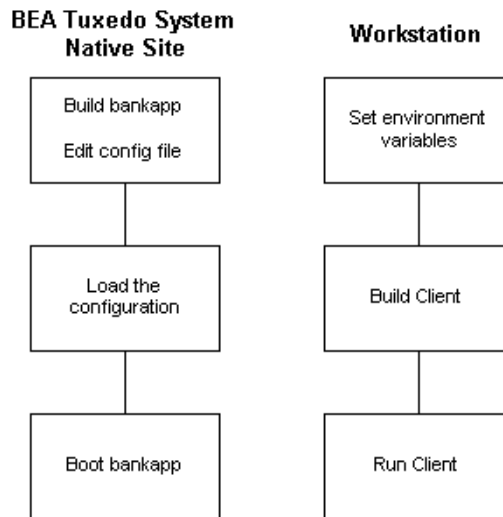 BEA Tuxedo System
Native Site
Build bankapp
Edit config file
Load the
configuration
Boot bankapp
Workstation
Set environment
variables
Build Client
Run Client